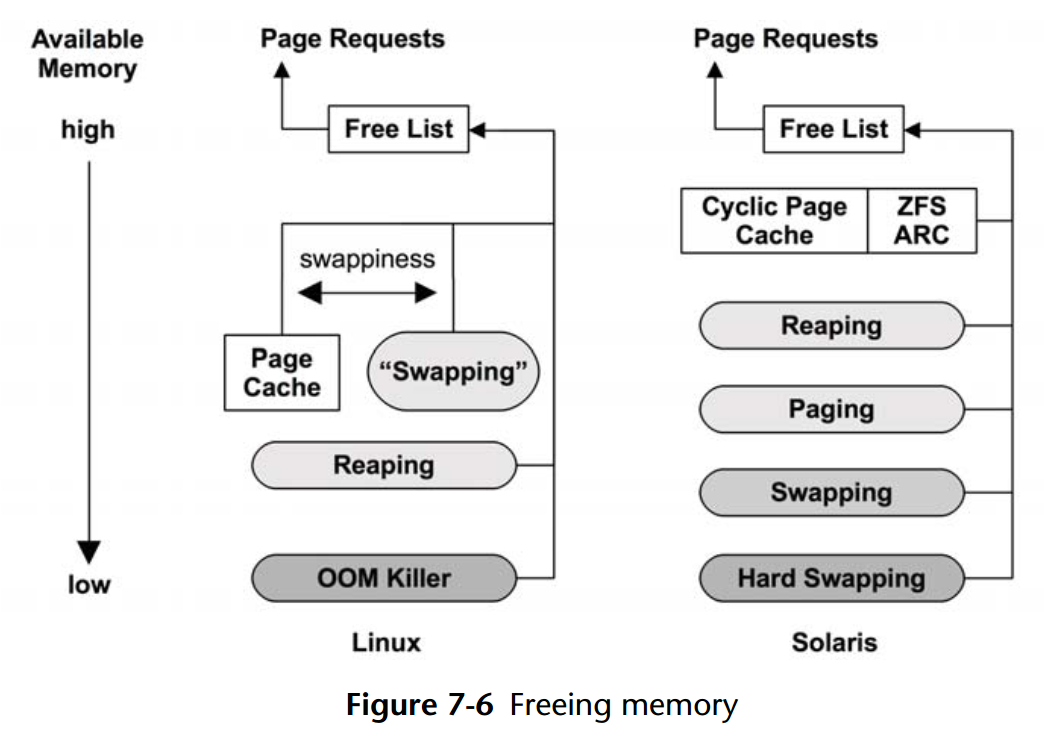 Available
Memory
high
low
Page Requests
Free List
swappiness
Page
Cache
“Swapping”
Reaping
OOM Killer
Linux
Page Requests
Free List
Cyclic Page
Cache
ZFS
ARC
Reaping
Paging
Swapping
Hard Swapping
Solaris
Figure 7-6 Freeing memory